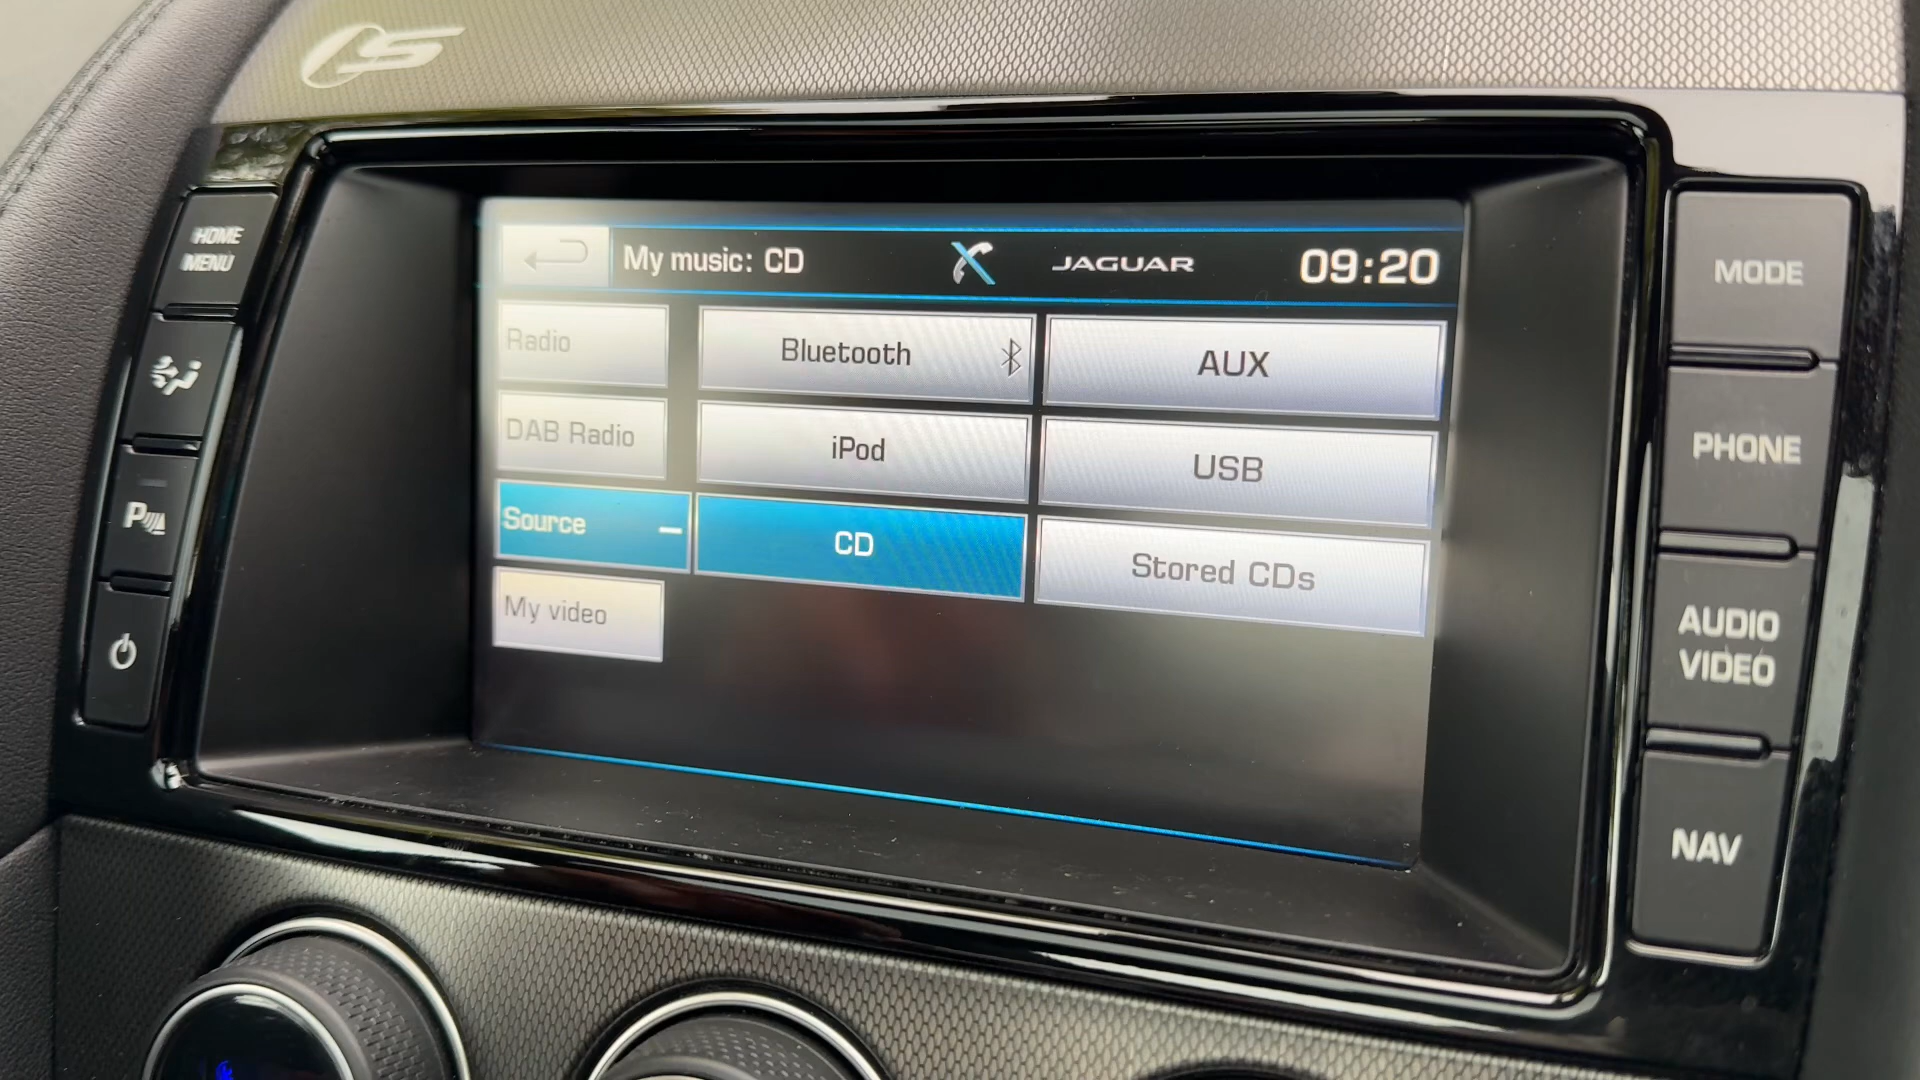 S
HOME
MENU
My music: CD
JAGUAR
09:20
Radio
Bluetooth
AUX
DAB Radio
iPod
USB
Source
CD
Stored CDs
My video
P
MODE
PHONE
AUDIO
VIDEO
NAV